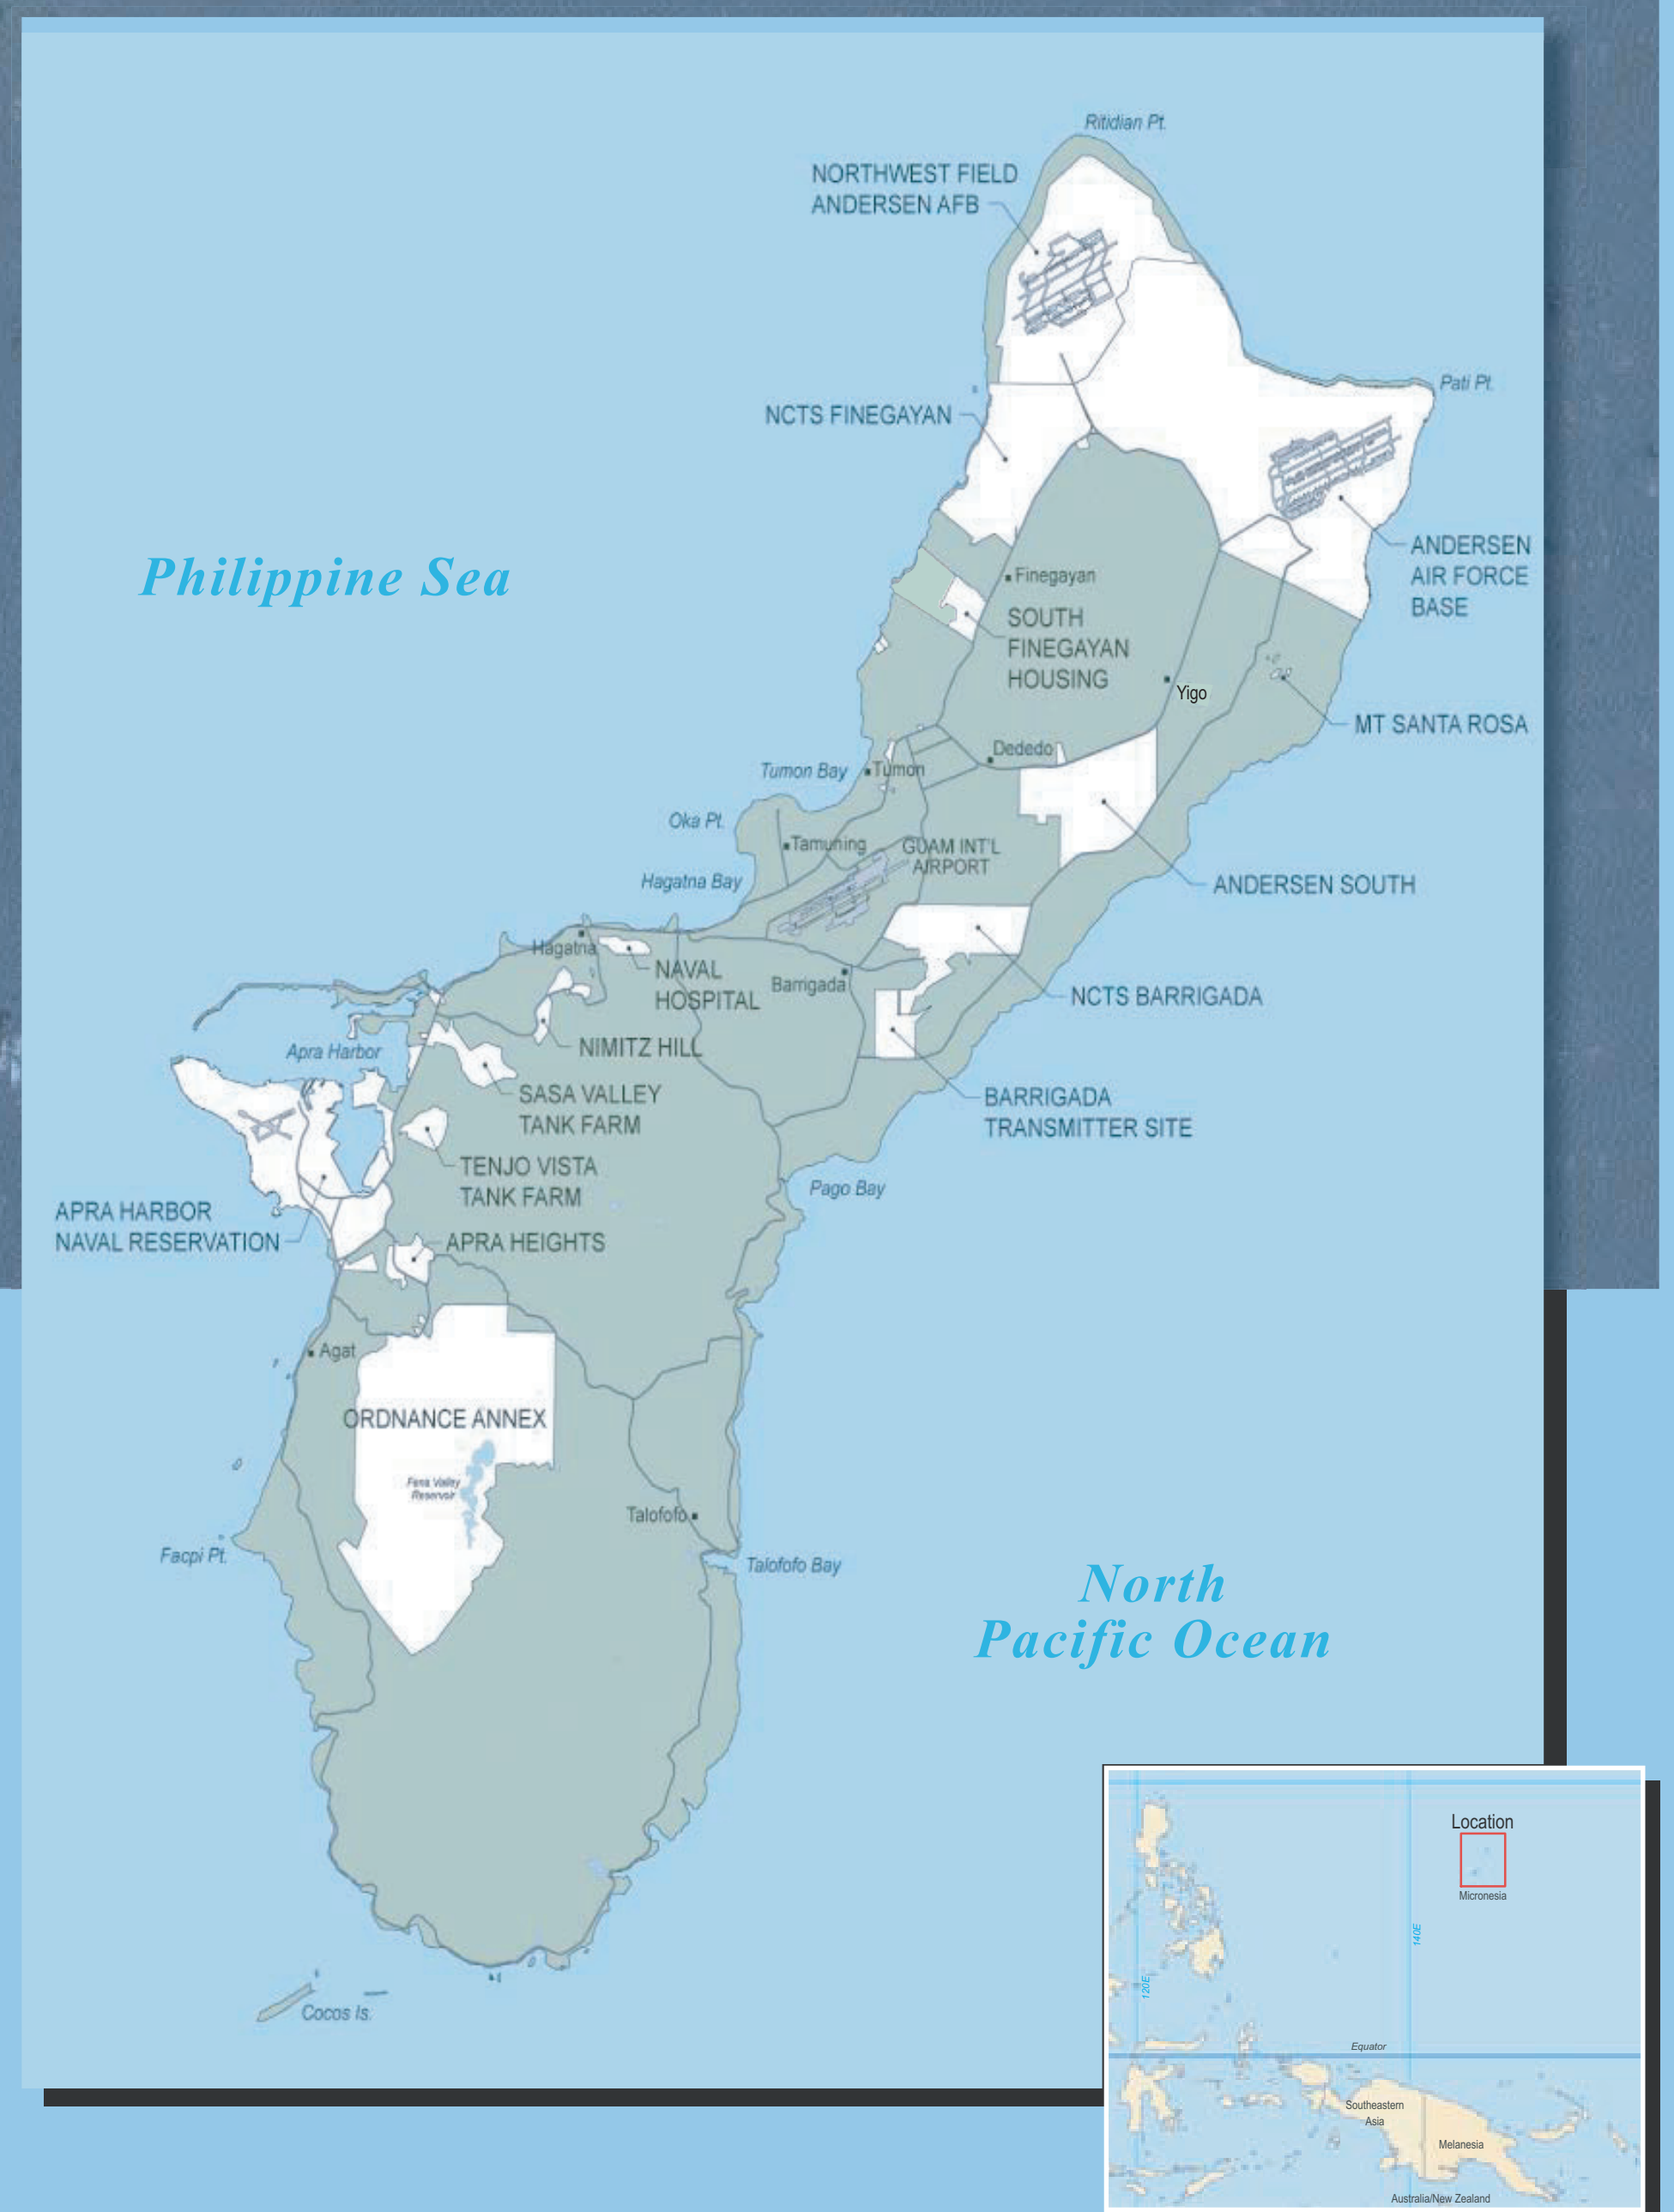 Ritidian Pt.
NORTHWEST FIELD
ANDERSEN AFB
Pati Pt.
NCTS FINEGAYAN
ANDERSEN
AIR FORCE
BASE
Philippine Sea
Finegayan
SOUTH
FINEGAYAN
HOUSING
Yigo
MT SANTA ROSA
Dededo
Tumon Bay
Tumon
Oka Pt.
Tamuning
GUAM INT'L
AIRPORT
Hagatna Bay
ANDERSEN SOUTH
Hagatna
NAVAL
HOSPITAL
Barrigada
NCTS BARRIGADA
NIMITZ HILL
Apra Harbor
SASA VALLEY
TANK FARM
BARRIGADA
TRANSMITTER SITE
TENJO VISTA
TANK FARM
Pago Bay
APRA HARBOR
NAVAL RESERVATION
APRA HEIGHTS
Agat
ORDNANCE ANNEX
Fena Valley
Reservoir
Talofofo
Facpi Pt.
Talofofo Bay
North
Pacific Ocean
Cocos Is.
Location
Micronesia
140E
120E
Equator
Southeastern
Asia
Melanesia
Australia/New Zealand